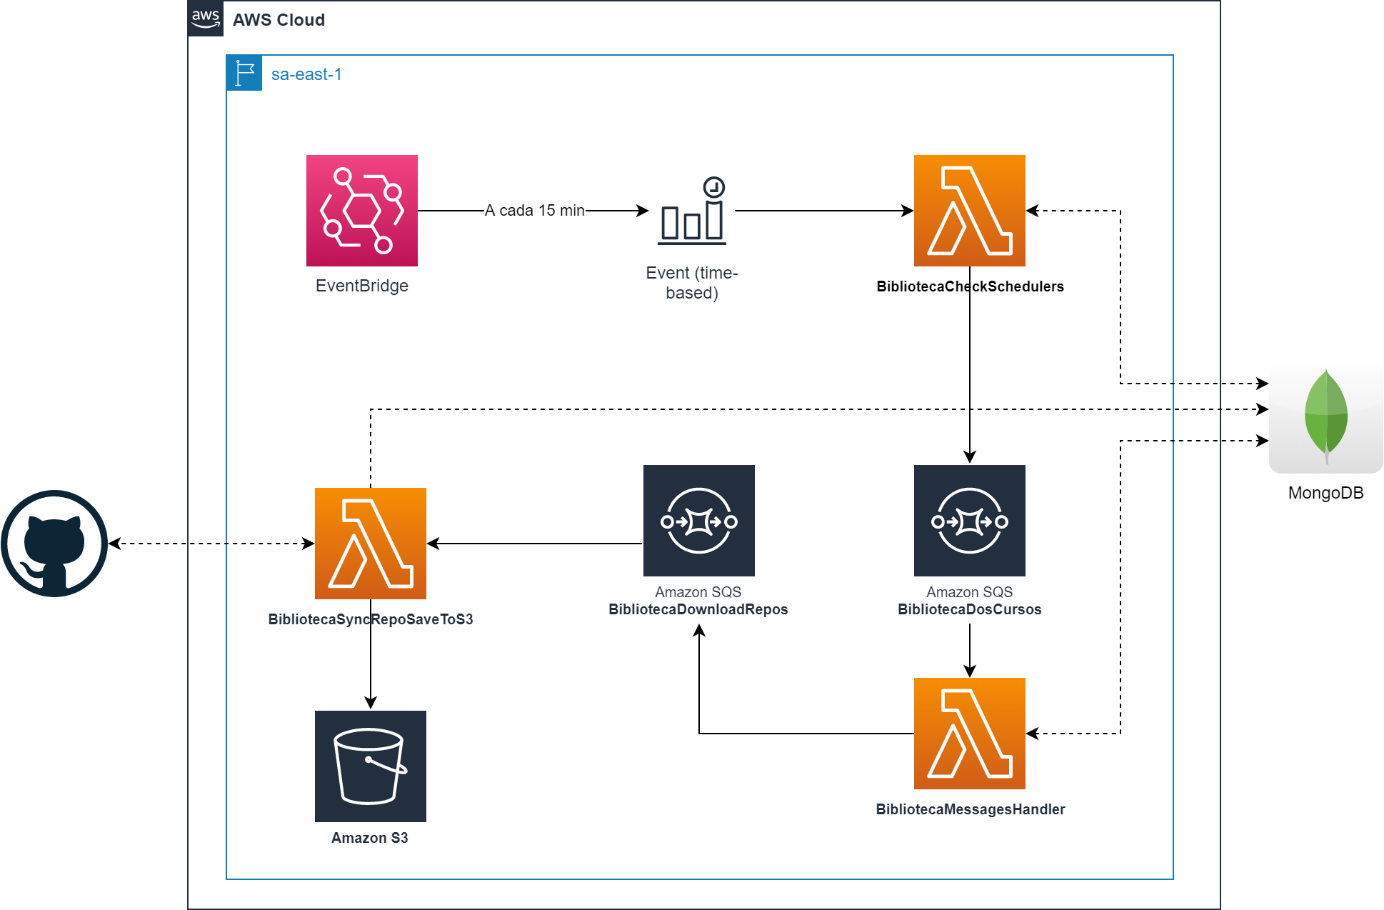 aws
AWS Cloud
sa-east-1
A cada 15 min
EventBridge
Event (time-
based)
BibliotecaCheckSchedulers
MongoDB
Amazon SQS
BibliotecaDownloadRepos
Amazon SQS
BibliotecaDosCursos
BibliotecaSyncRepoSaveToS3
BibliotecaMessagesHandler
Amazon S3